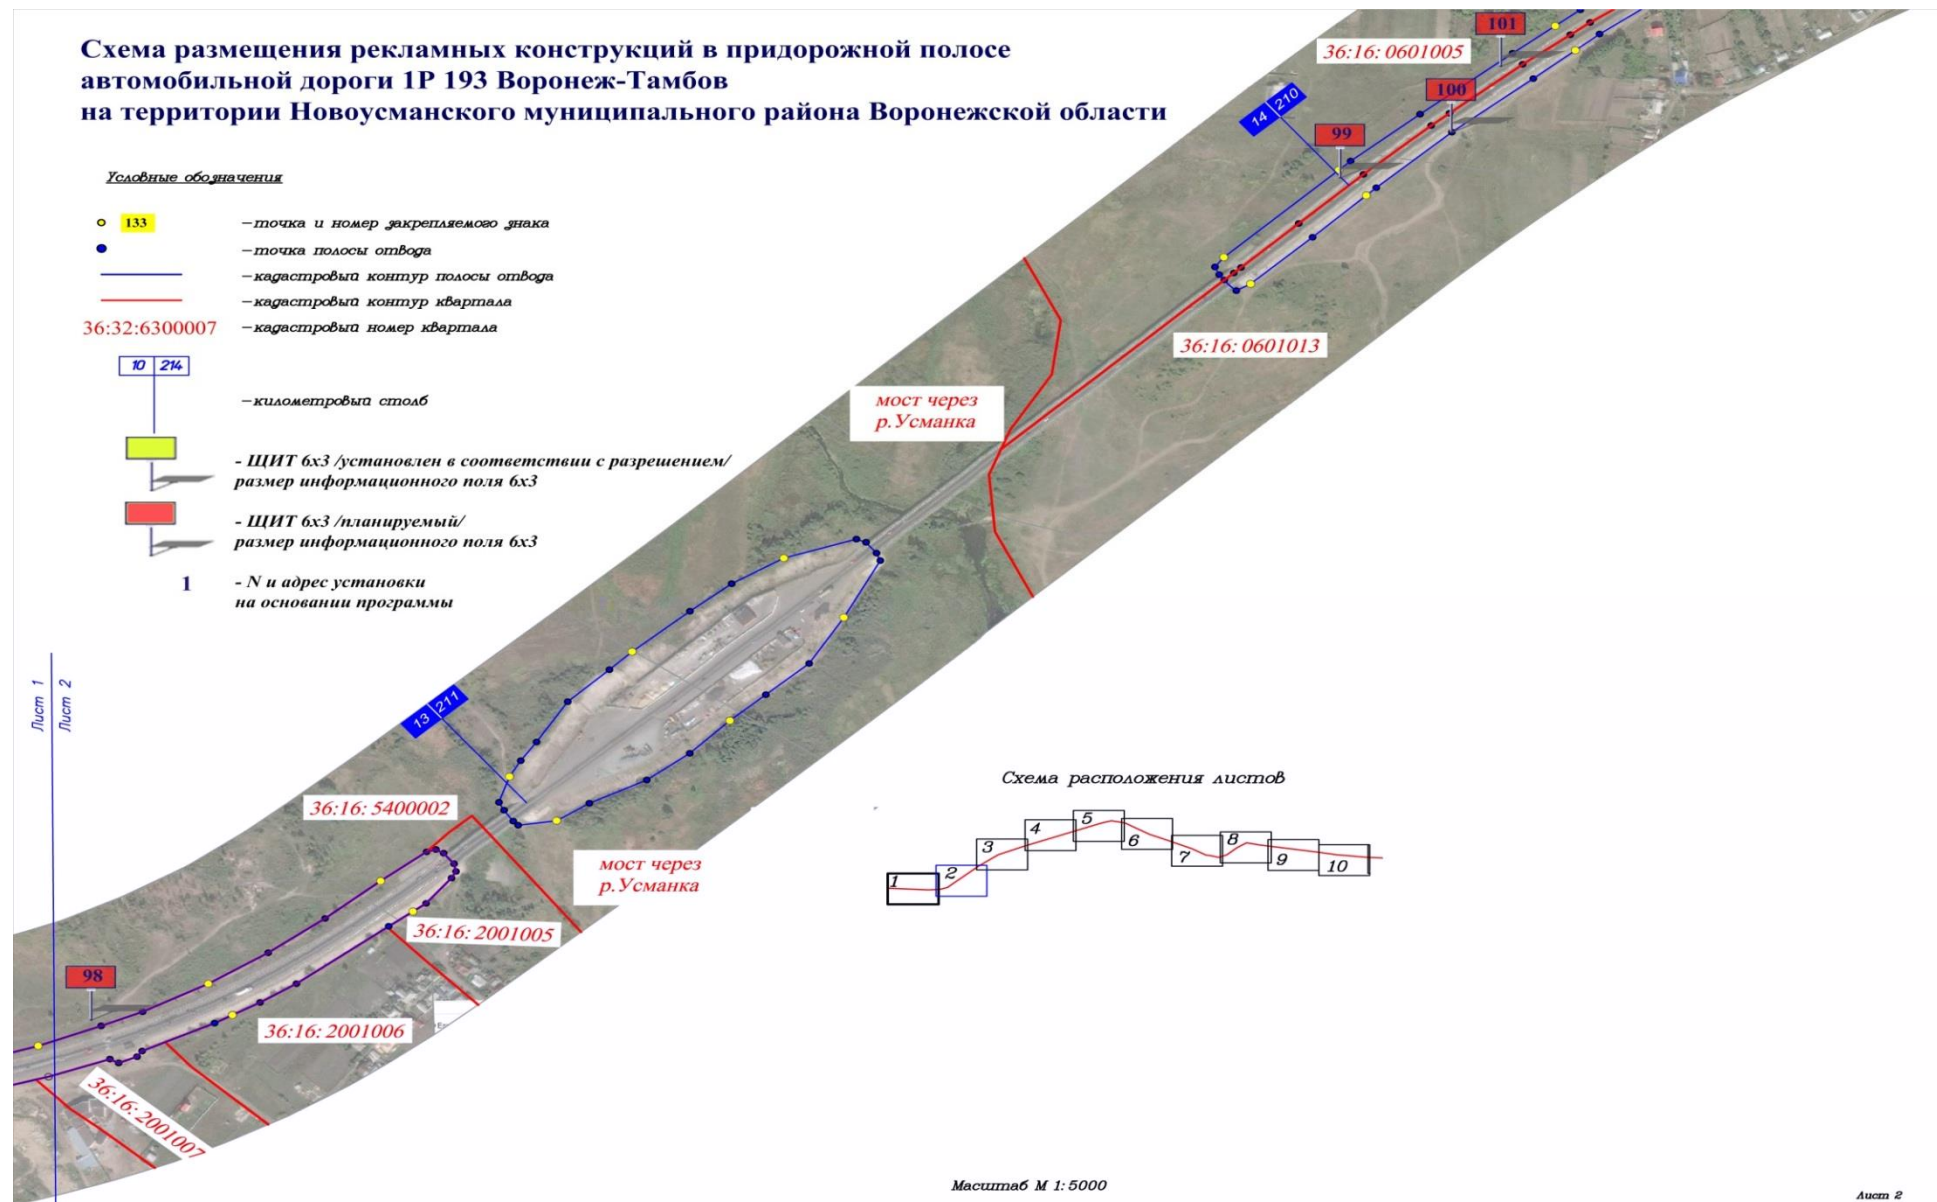 Схема размещения рекламных конструкций в придорожной полосе
автомобильной дороги 1Р 193 Воронеж-Тамбов
на территории Новоусманского муниципального района Воронежской области
Условные обозначения
133 –точка и номер закрепляемого знака
–точка полосы отвода
–кадастровый контур полосы отвода
–кадастровый контур квартала
36:32:6300007 –кадастровый номер квартала
10 214
–километровый столб
- ЩИТ 6х3 /установлен в соответствии с разрешением/
размер информационного поля 6х3
- ЩИТ 6х3 /планируемый/
размер информационного поля 6х3
1 - N и адрес установки
на основании программы
101
36:16: 0601005
100
14 210
99
36:16: 0601013
мост через
р.Усманка
Лист 1
Лист 2
13 211
36:16: 5400002
мост через
р.Усманка
36:16: 2001005
98
36:16: 2001006
36:16: 2001007
Схема расположения листов
1
2
3
4
5
6
7
8
9
10
Масштаб М 1:5000
Лист 2